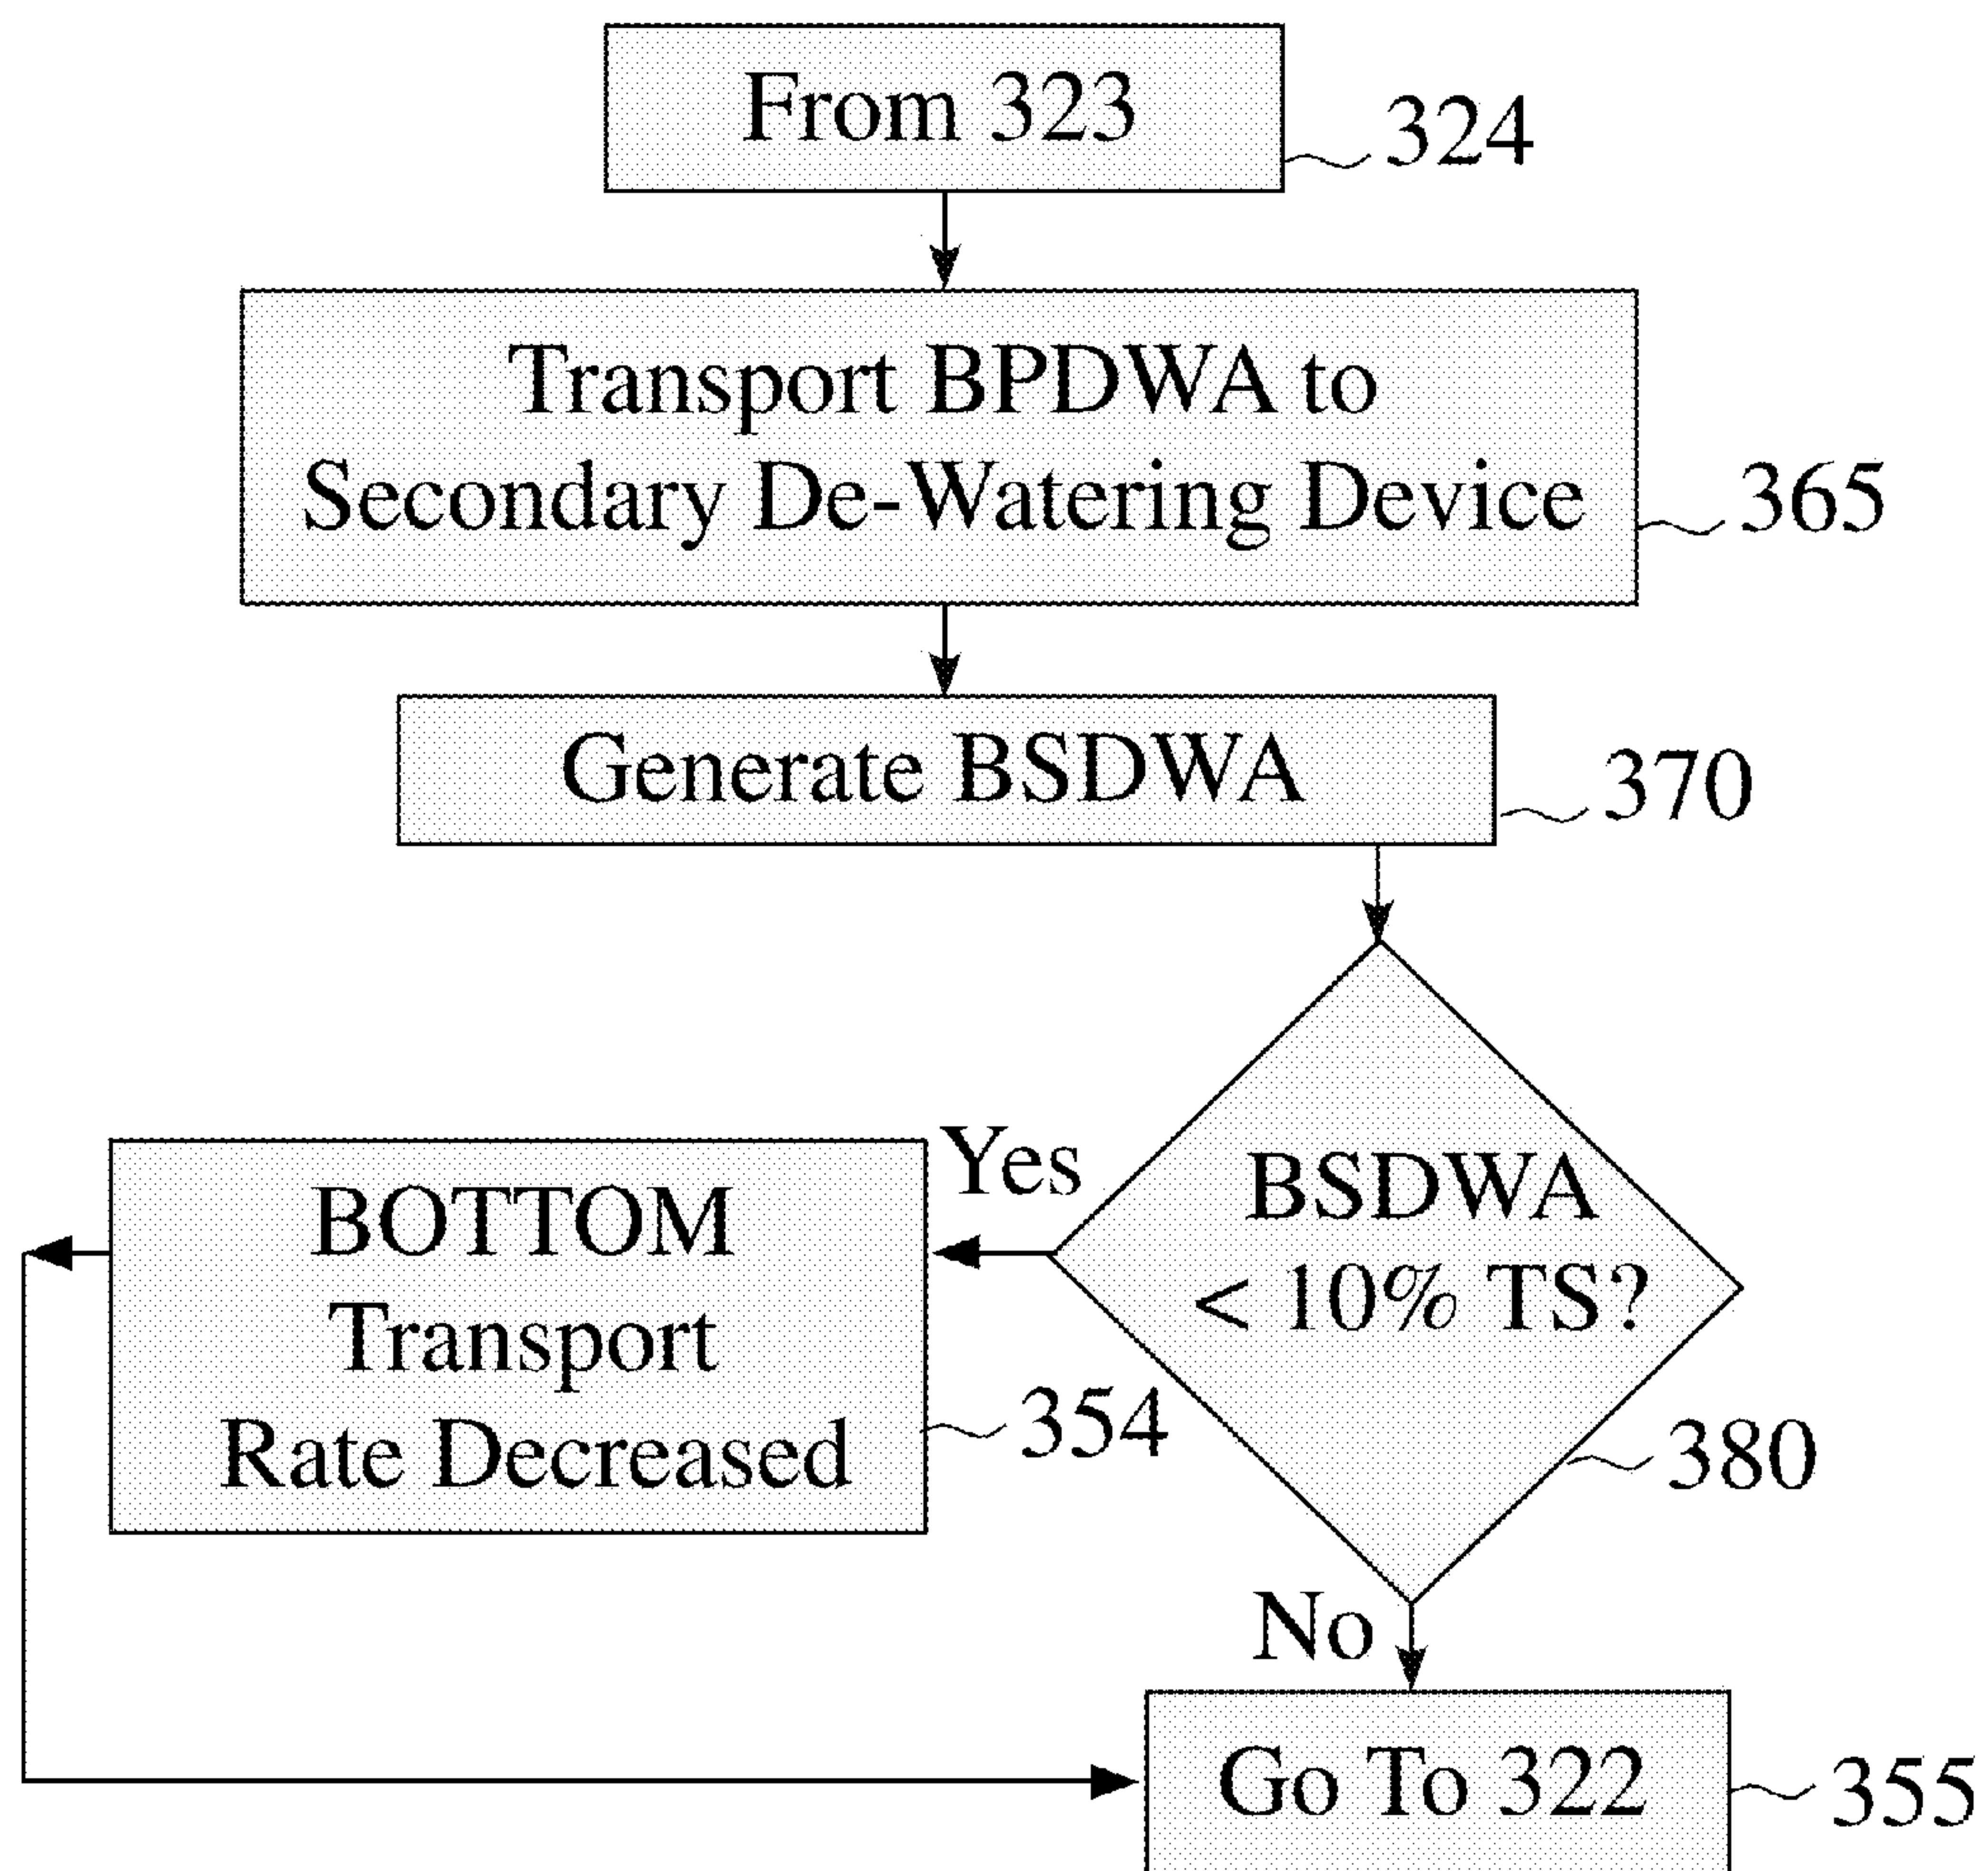 From 323
324
Transport BPDWA to
Secondary De-Watering Device
365
Generate BSDWA
370
Yes
BSDWA
< 10% TS?
BOTTOM
Transport
Rate Decreased
354
380
No
Go To 322
355